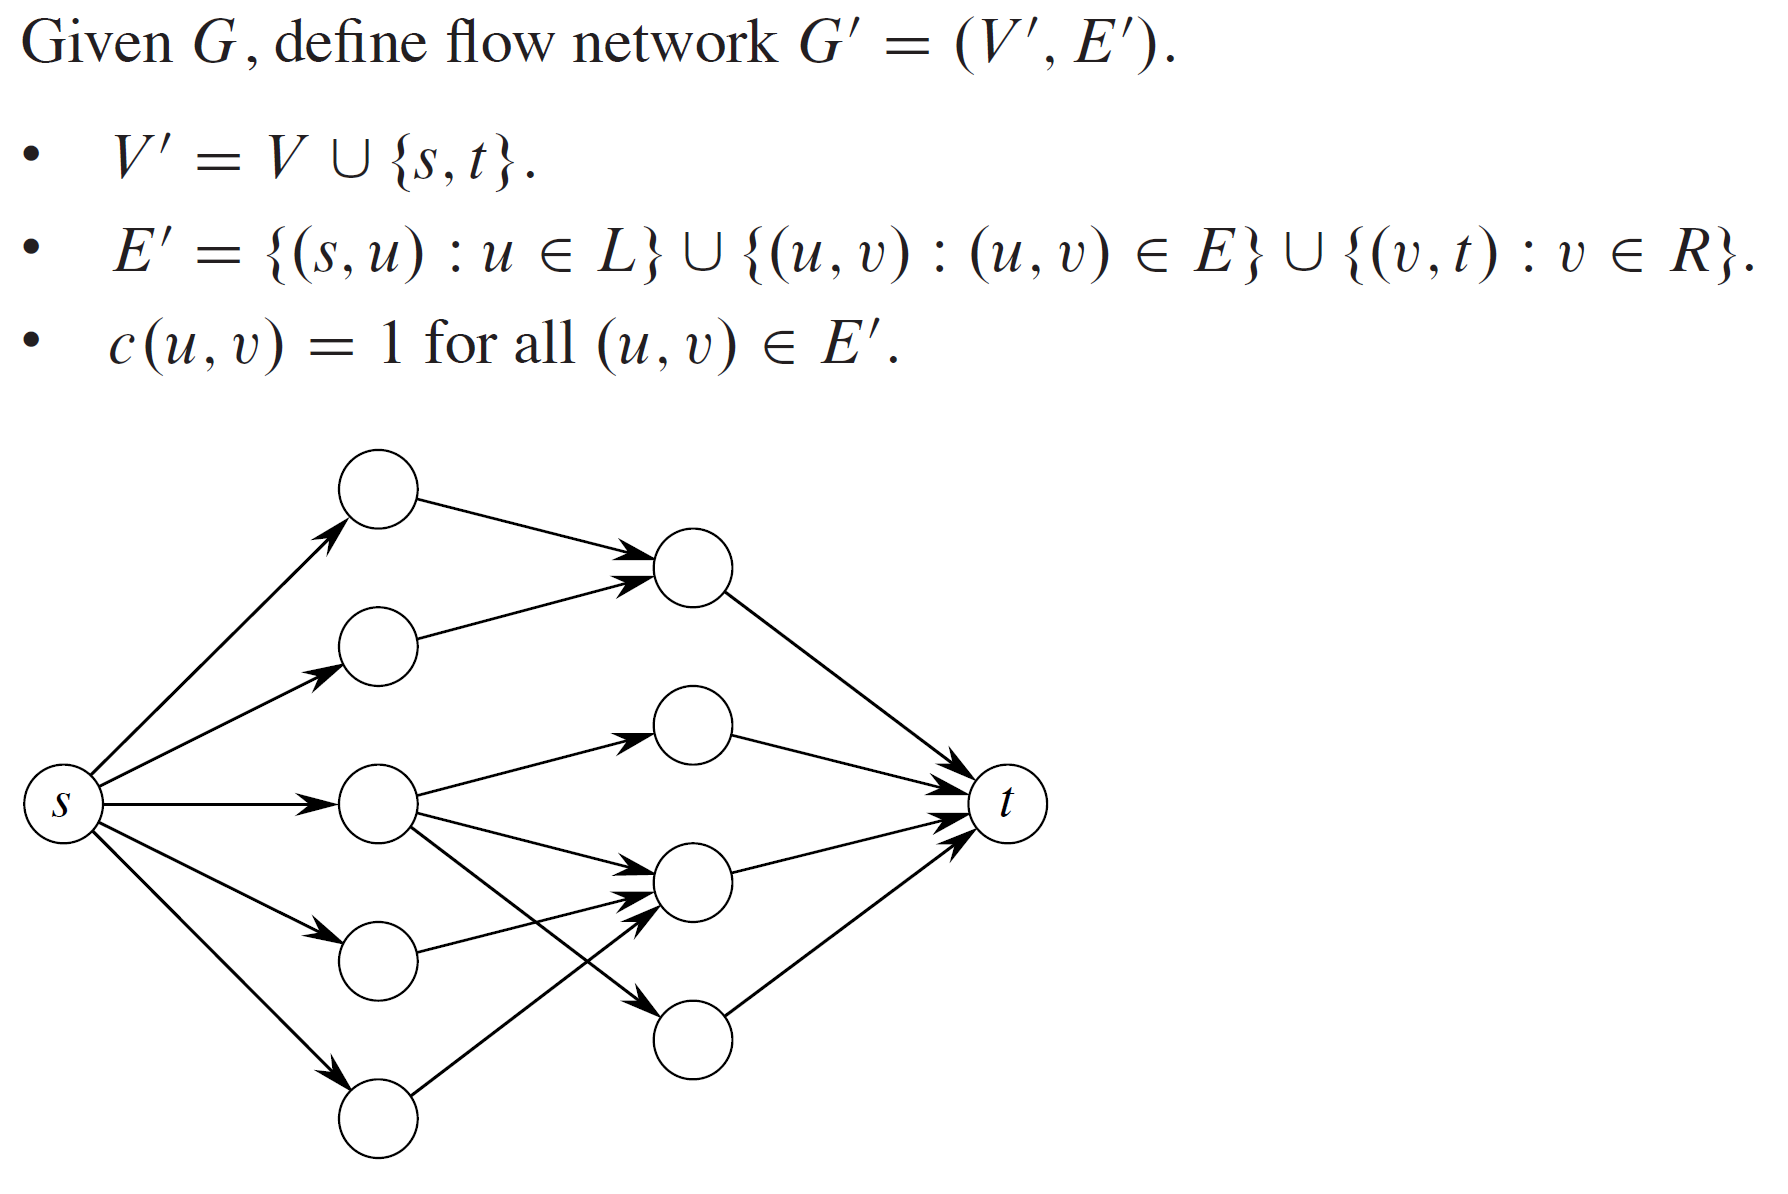 Given G, define flow network G′ = (V′, E′).
• V′ = V ∪ {s, t}.
• E′ = {(s, u) : u ∈ L} ∪ {(u, v) : (u, v) ∈ E} ∪ {(v, t) : v ∈ R}.
• c(u, v) = 1 for all (u, v) ∈ E′.
s
t